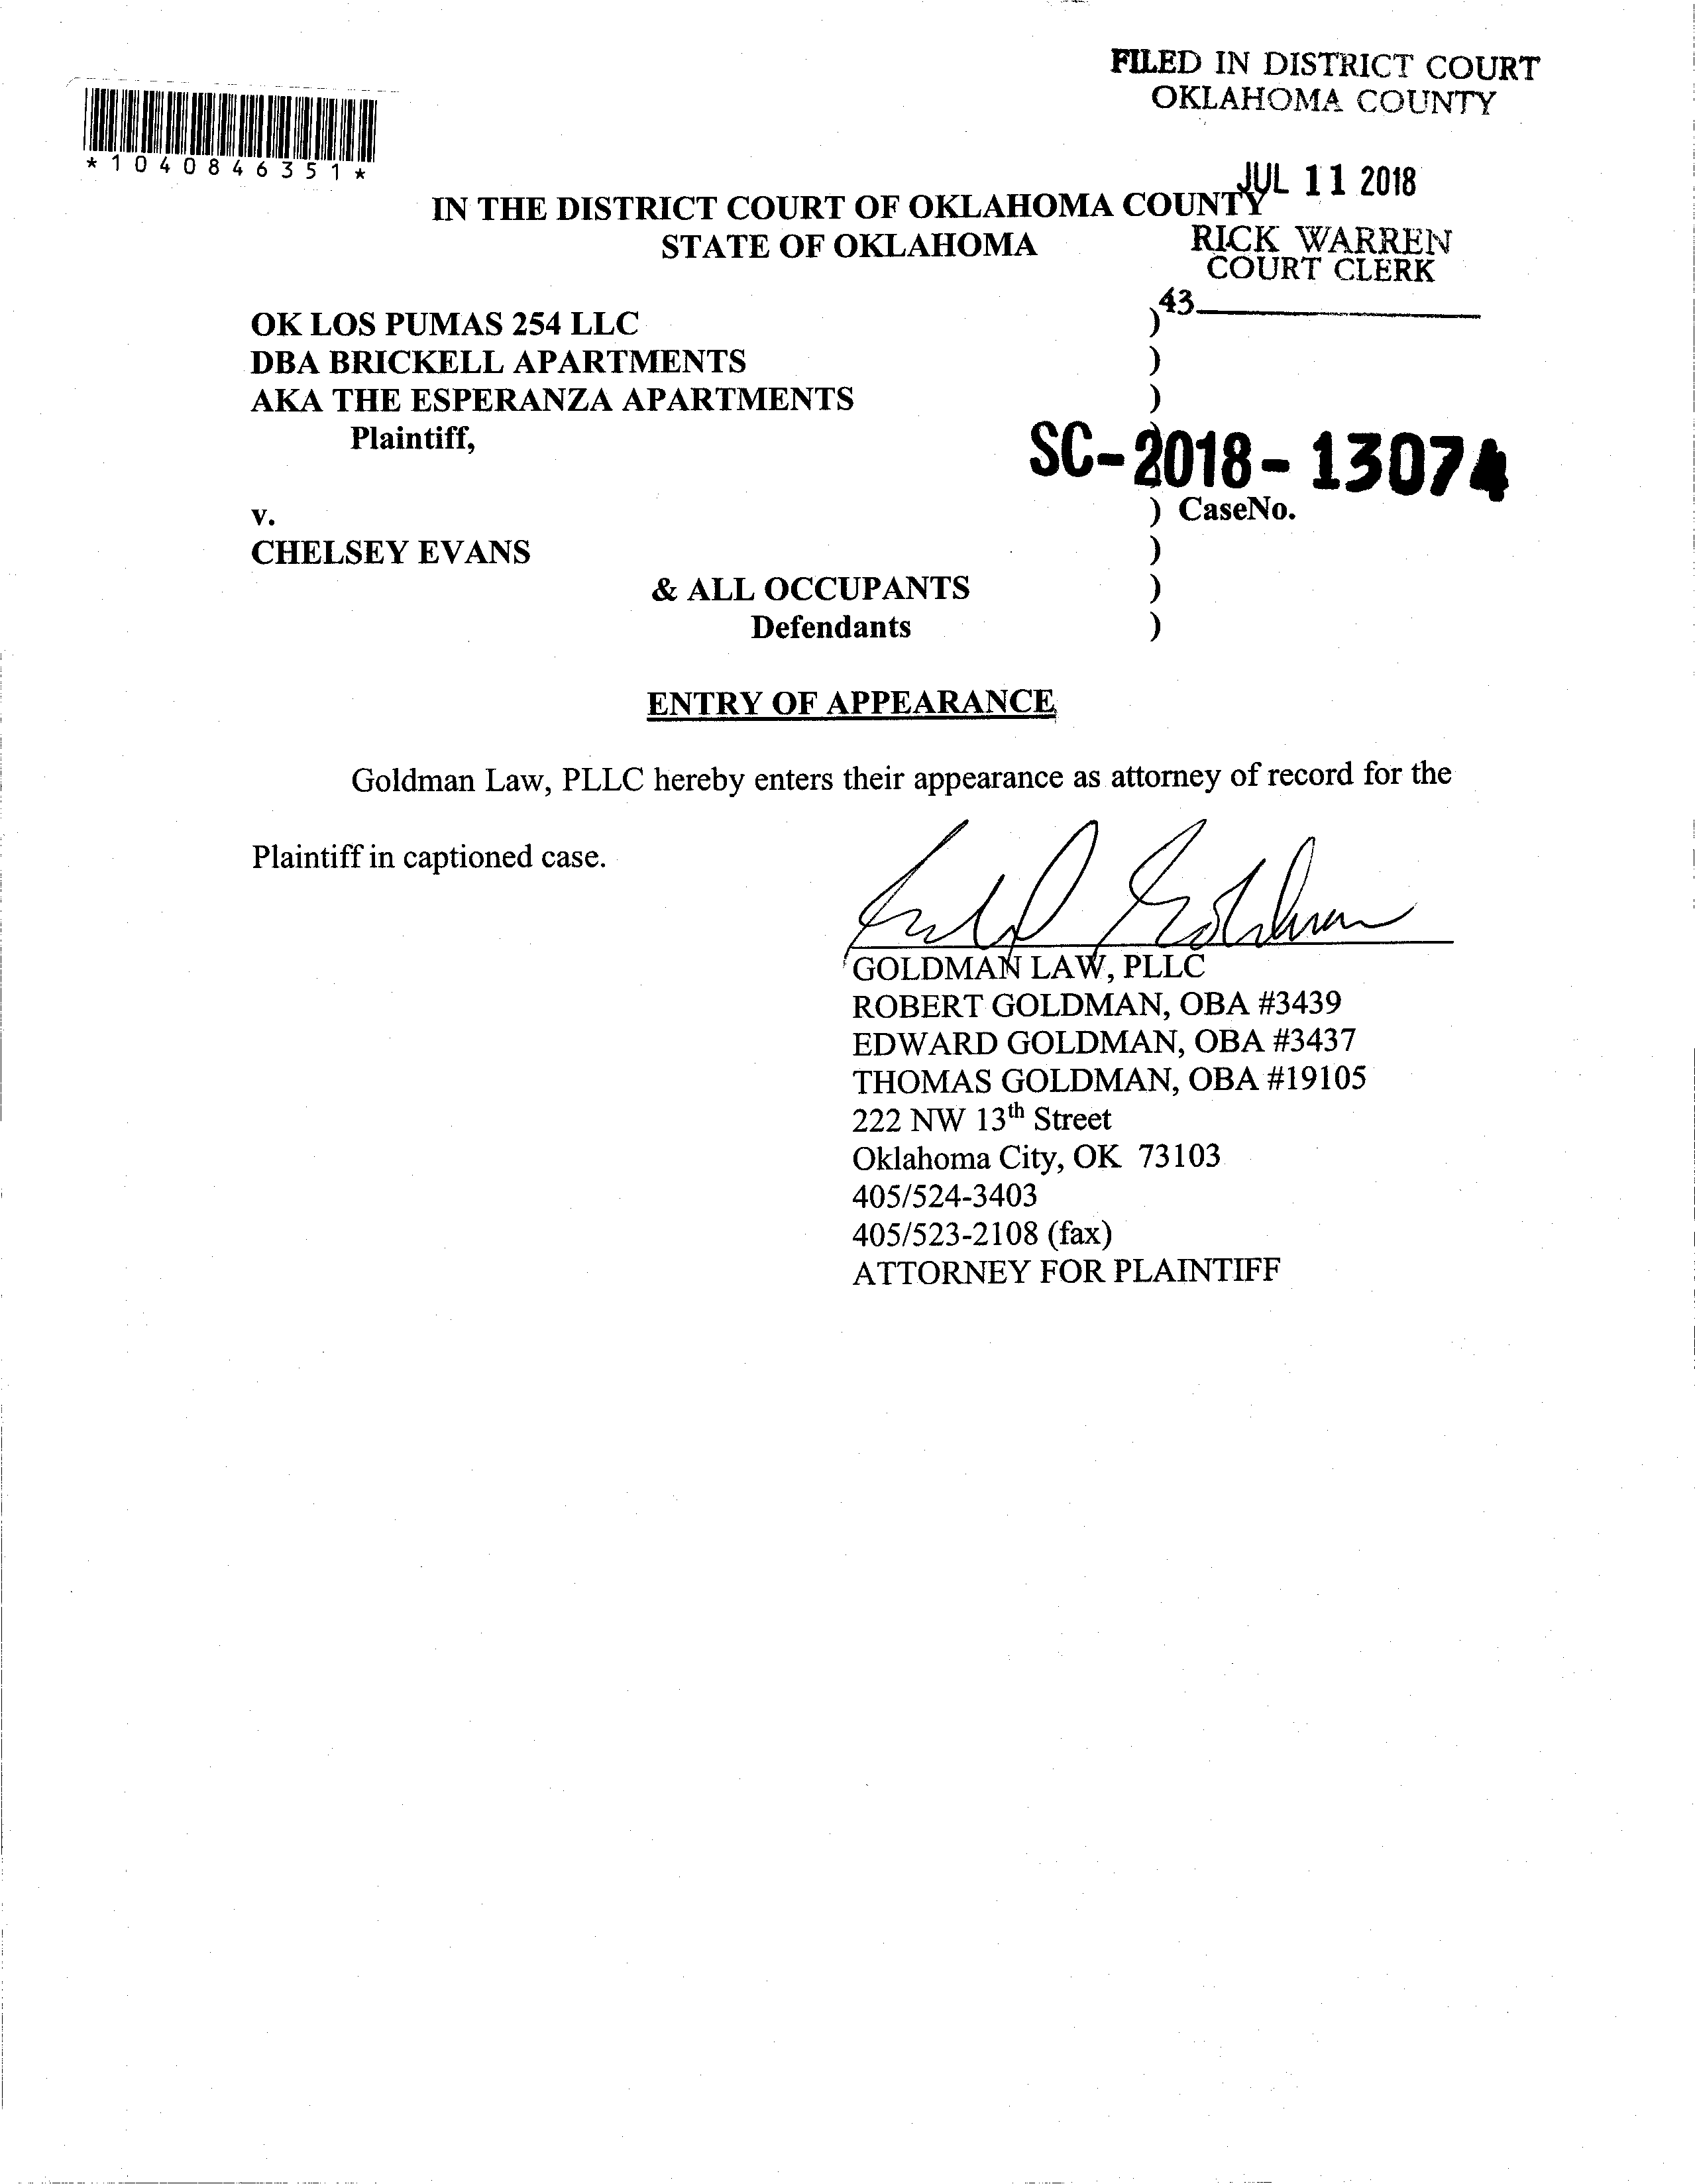 FILED IN DISTRICT COURT
OKLAHOMA COUNTY
*1040846351*
JUL 11 2018
IN THE DISTRICT COURT OF OKLAHOMA COUNTY
STATE OF OKLAHOMA
RICK WARREN
COURT CLERK
43
OK LOS PUMAS 254 LLC )
DBA BRICKELL APARTMENTS )
AKA THE ESPERANZA APARTMENTS )
Plaintiff,
SC-2018-13074
v. ) CaseNo.
CHELSEY EVANS )
& ALL OCCUPANTS )
Defendants )
ENTRY OF APPEARANCE
Goldman Law, PLLC hereby enters their appearance as attorney of record for the
Plaintiff in captioned case.
GOLDMAN LAW, PLLC
ROBERT GOLDMAN, OBA #3439
EDWARD GOLDMAN, OBA #3437
THOMAS GOLDMAN, OBA #19105
222 NW 13th Street
Oklahoma City, OK 73103
405/524-3403
405/523-2108 (fax)
ATTORNEY FOR PLAINTIFF